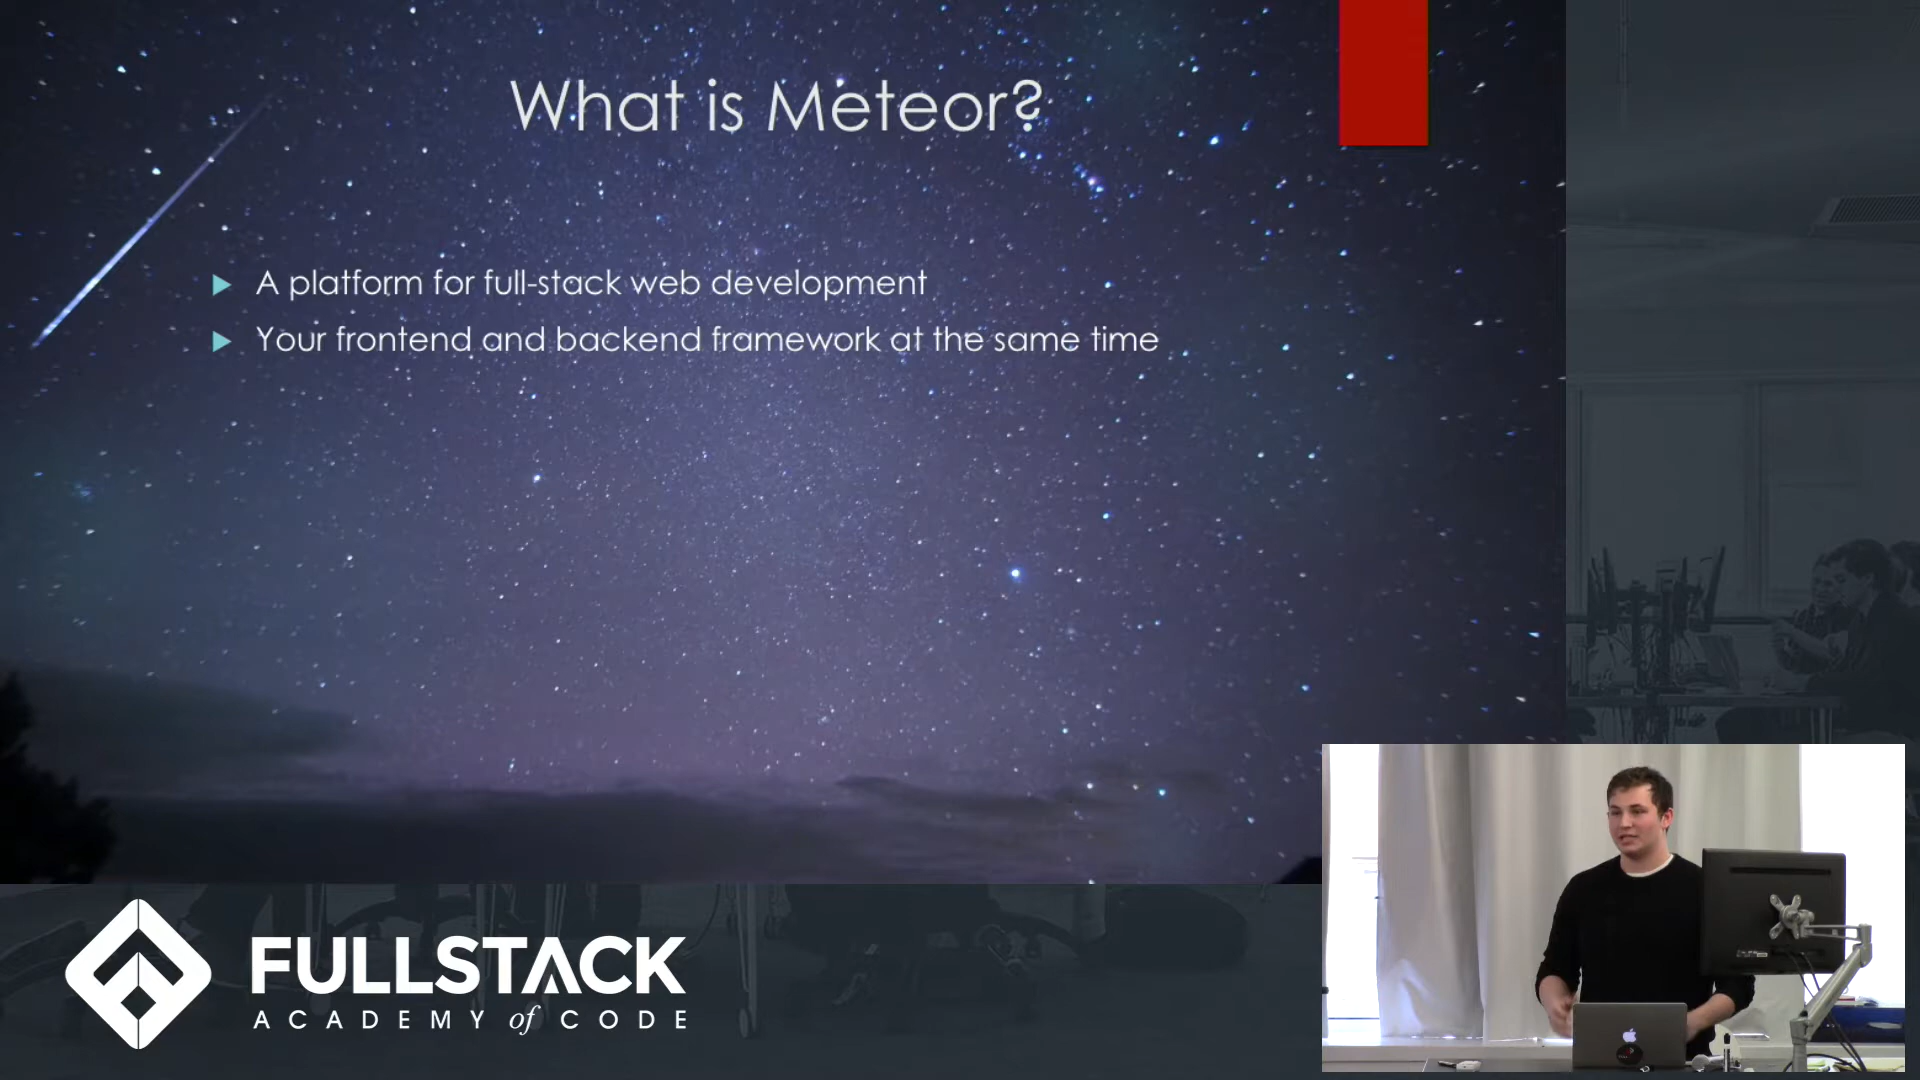 What is Meteor?
A platform for full-stack web development
Your frontend and backend framework at the same time
FULLSTACK
ACADEMY of CODE